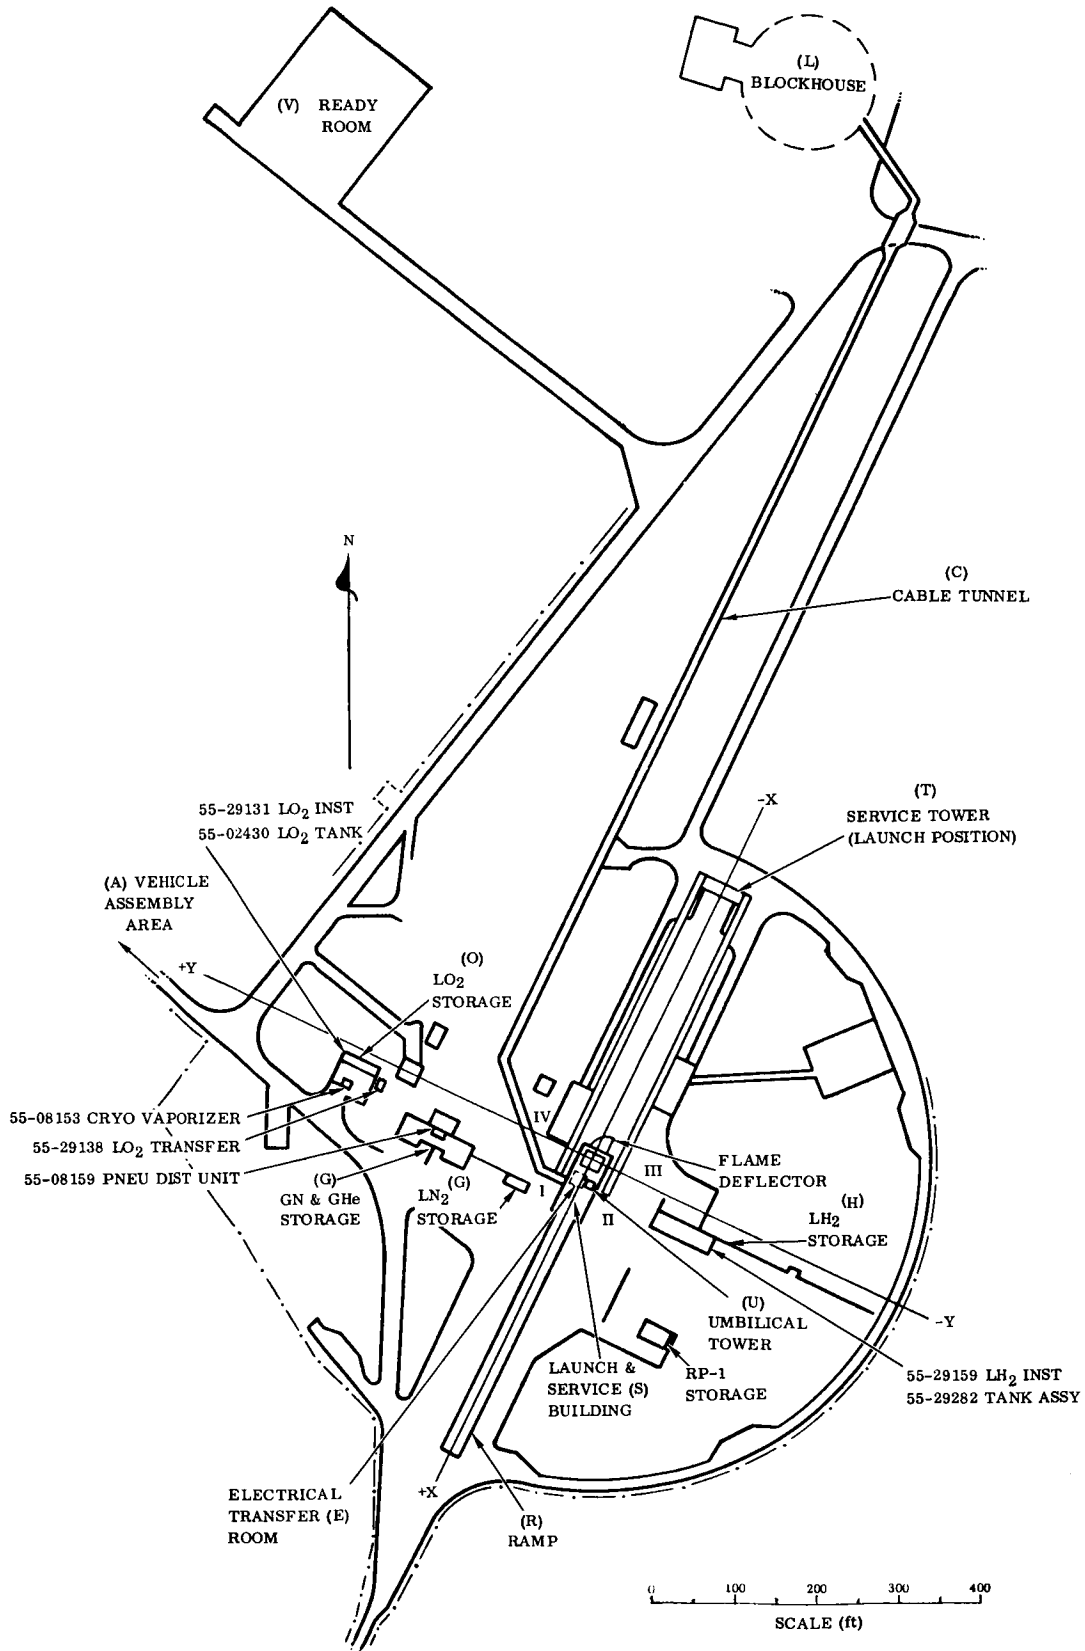 (L)
BLOCKHOUSE
(V) READY
ROOM
N
(C)
CABLE TUNNEL
55-29131 LO2 INST
55-02430 LO2 TANK
-X
(T)
SERVICE TOWER
(LAUNCH POSITION)
(A) VEHICLE
ASSEMBLY
AREA
+Y
(O)
LO2
STORAGE
55-08153 CRYO VAPORIZER
55-29138 LO2 TRANSFER
55-08159 PNEU DIST UNIT
(G)
GN & GHe
STORAGE
(G)
LN2
STORAGE
IV
I
III
II
FLAME
DEFLECTOR
(H)
LH2
STORAGE
(U)
UMBILICAL
TOWER
-Y
LAUNCH &
SERVICE (S)
BUILDING
RP-1
STORAGE
55-29159 LH2 INST
55-29282 TANK ASSY
ELECTRICAL
TRANSFER (E)
ROOM
+X
(R)
RAMP
0 100 200 300 400
SCALE (ft)